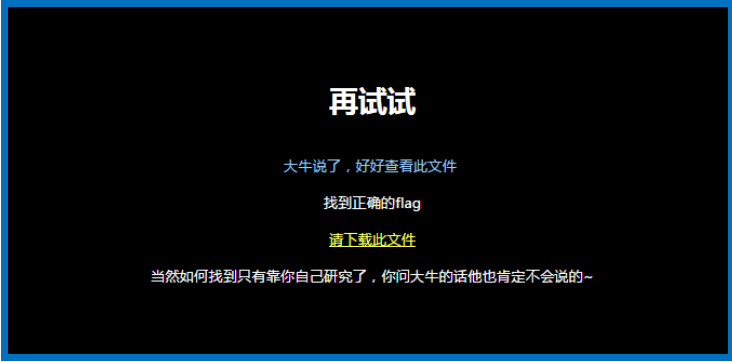 再试试
大牛说了，好好查看此文件
找到正确的flag
请下载此文件
当然如何找到只有靠你自己研究了，你问大牛的话他也肯定不会说的~